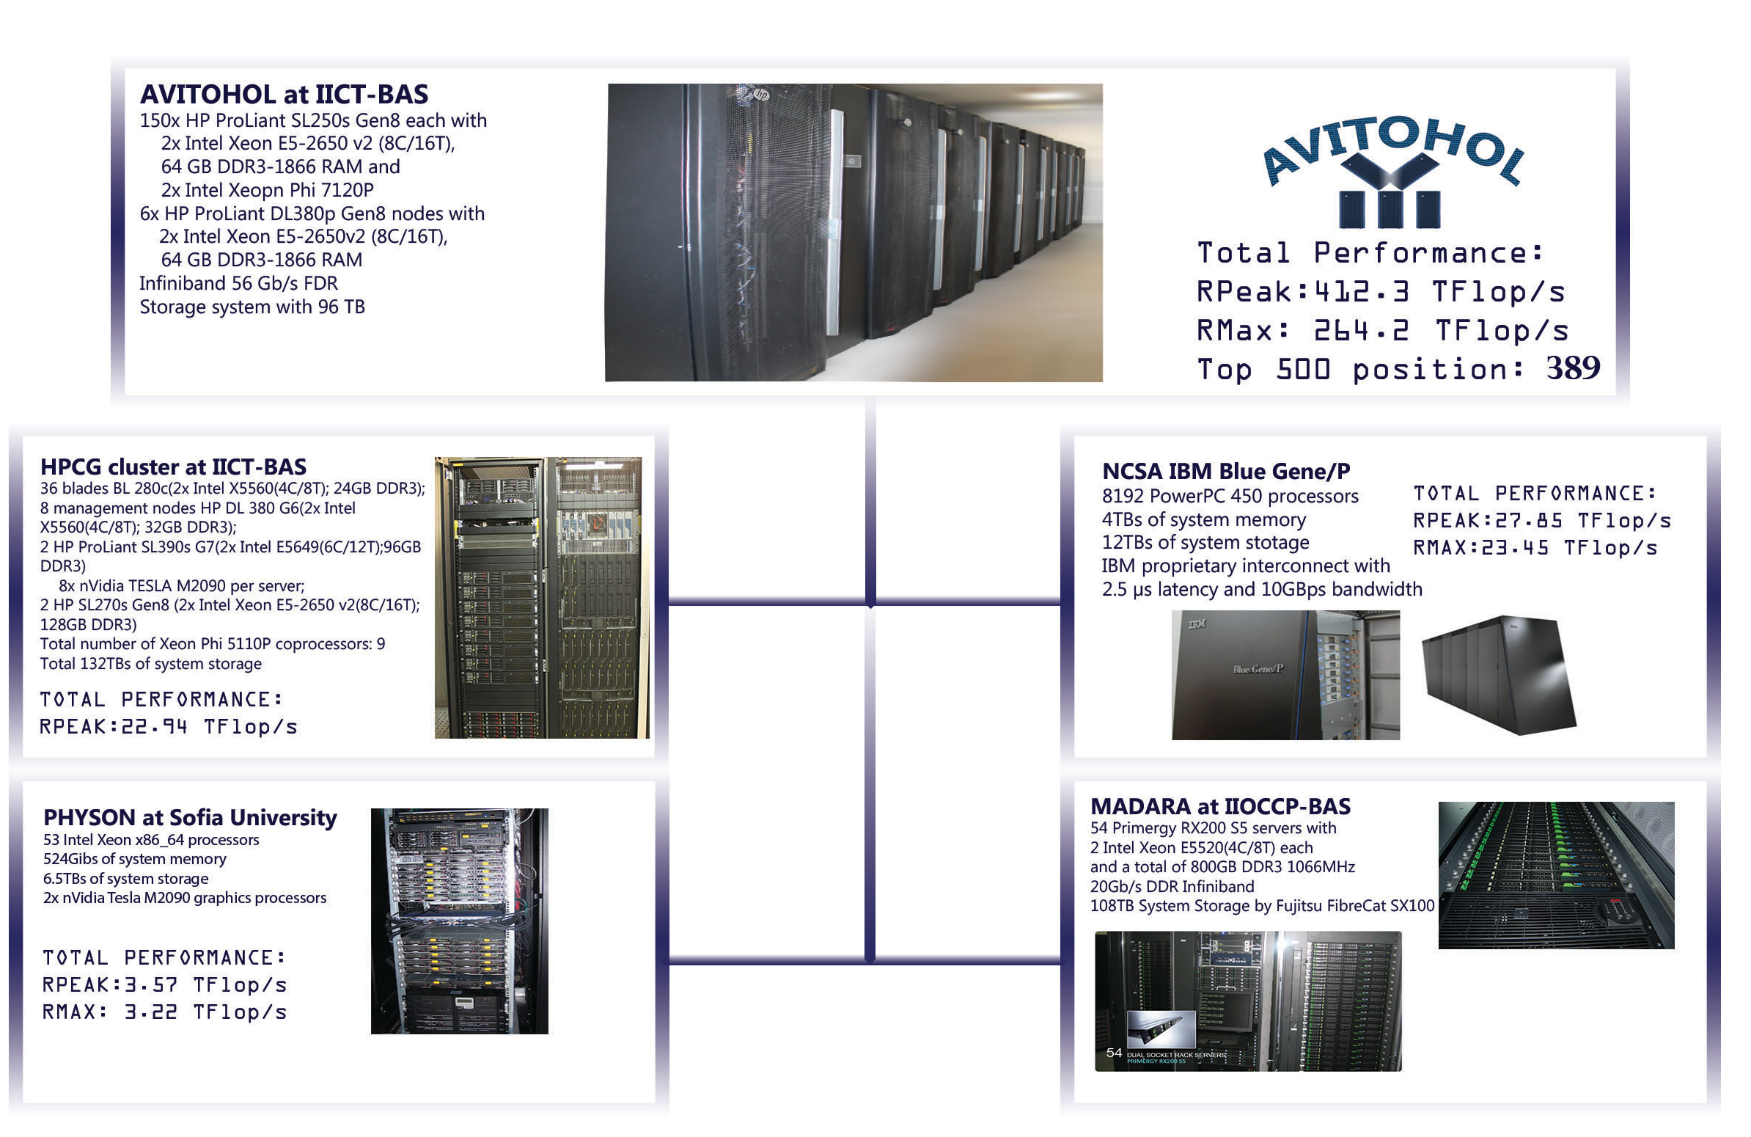 AVITOHOL at IICT-BAS
150x HP ProLiant SL250s Gen8 each with
2x Intel Xeon E5-2650 v2 (8C/16T),
64 GB DDR3-1866 RAM and
2x Intel Xeopn Phi 7120P
6x HP ProLiant DL380p Gen8 nodes with
2x Intel Xeon E5-2650v2 (8C/16T),
64 GB DDR3-1866 RAM
Infiniband 56 Gb/s FDR
Storage system with 96 TB
hp
AVITOHOL
Total Performance:
RPeak:412.3 TFlop/s
RMax: 264.2 TFlop/s
Top 500 position: 389
HPCG cluster at IICT-BAS
36 blades BL 280c(2x Intel X5560(4C/8T); 24GB DDR3);
8 management nodes HP DL 380 G6(2x Intel
X5560(4C/8T); 32GB DDR3);
2 HP ProLiant SL390s G7(2x Intel E5649(6C/12T);96GB
DDR3)
8x nVidia TESLA M2090 per server;
2 HP SL270s Gen8 (2x Intel Xeon E5-2650 v2(8C/16T);
128GB DDR3)
Total number of Xeon Phi 5110P coprocessors: 9
Total 132TBs of system storage
TOTAL PERFORMANCE:
RPEAK:22.94 TFlop/s
NCSA IBM Blue Gene/P
8192 PowerPC 450 processors
4TBs of system memory
12TBs of system stotage
IBM proprietary interconnect with
2.5 µs latency and 10GBps bandwidth
TOTAL PERFORMANCE:
RPEAK:27.85 TFlop/s
RMAX:23.45 TFlop/s
IBM
Blue Gene/P
PHYSON at Sofia University
53 Intel Xeon x86_64 processors
524Gibs of system memory
6.5TBs of system storage
2x nVidia Tesla M2090 graphics processors
TOTAL PERFORMANCE:
RPEAK:3.57 TFlop/s
RMAX: 3.22 TFlop/s
MADARA at IIOCCP-BAS
54 Primergy RX200 S5 servers with
2 Intel Xeon E5520(4C/8T) each
and a total of 800GB DDR3 1066MHz
20Gb/s DDR Infiniband
108TB System Storage by Fujitsu FibreCat SX100
54 DUAL SOCKET RACK SERVERS
PRIMERGY RX200 S5